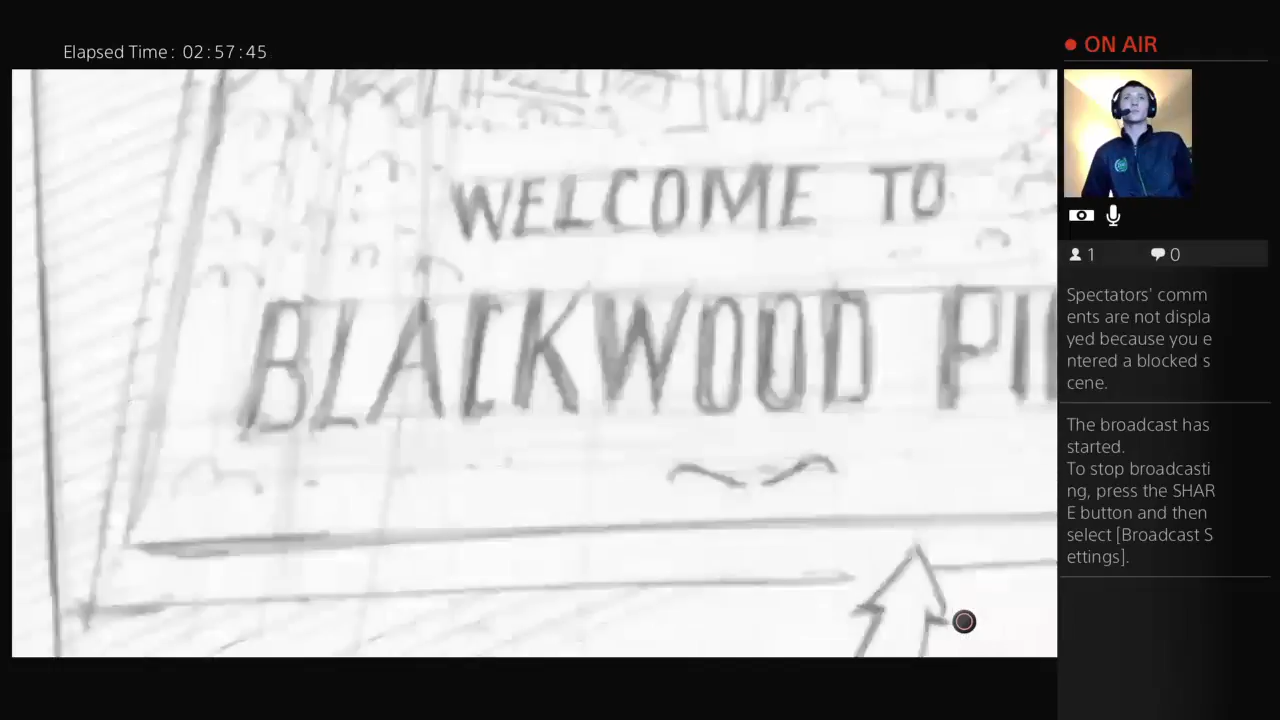 Elapsed Time: 02:57:45
ON AIR
WELCOME TO
BLACKWOOD PI
1
0
Spectators' comm
ents are not displa
yed because you e
ntered a blocked s
cene.
The broadcast has
started.
To stop broadcasti
ng, press the SHAR
E button and then
select [Broadcast S
ettings].